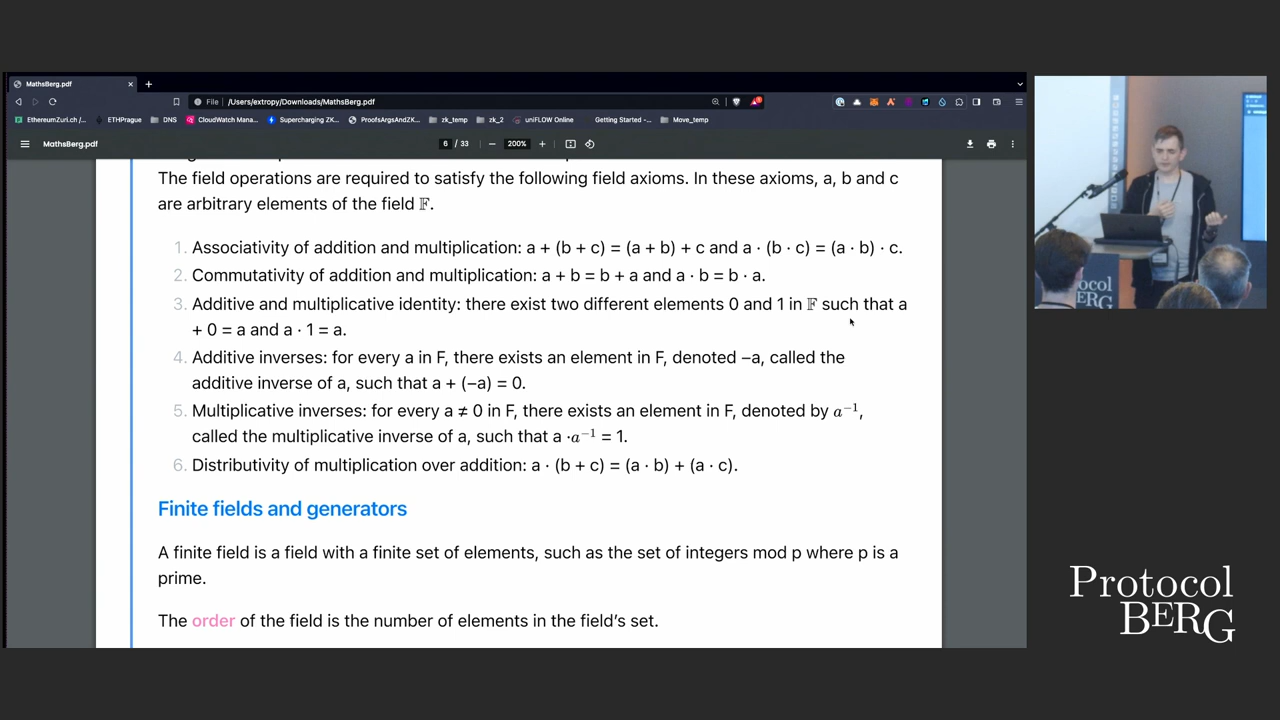 MathsBerg.pdf
File | /Users/extropy/Downloads/MathsBerg.pdf
EthereumZuri.ch /... ETHPrague DNS CloudWatch Mana... Supercharging ZK... ProofsArgsAndZK... zk_temp zk_2 uniFLOW Online Getting Started -... Move_temp
MathsBerg.pdf 6 / 33 200%
The field operations are required to satisfy the following field axioms. In these axioms, a, b and c
are arbitrary elements of the field 𝔽.
1. Associativity of addition and multiplication: a + (b + c) = (a + b) + c and a · (b · c) = (a · b) · c.
2. Commutativity of addition and multiplication: a + b = b + a and a · b = b · a.
3. Additive and multiplicative identity: there exist two different elements 0 and 1 in 𝔽 such that a
+ 0 = a and a · 1 = a.
4. Additive inverses: for every a in F, there exists an element in F, denoted −a, called the
additive inverse of a, such that a + (−a) = 0.
5. Multiplicative inverses: for every a ≠ 0 in F, there exists an element in F, denoted by a⁻¹,
called the multiplicative inverse of a, such that a ·a⁻¹ = 1.
6. Distributivity of multiplication over addition: a · (b + c) = (a · b) + (a · c).
Finite fields and generators
A finite field is a field with a finite set of elements, such as the set of integers mod p where p is a
prime.
The order of the field is the number of elements in the field's set.
ocol
BERG
Protocol
BERG